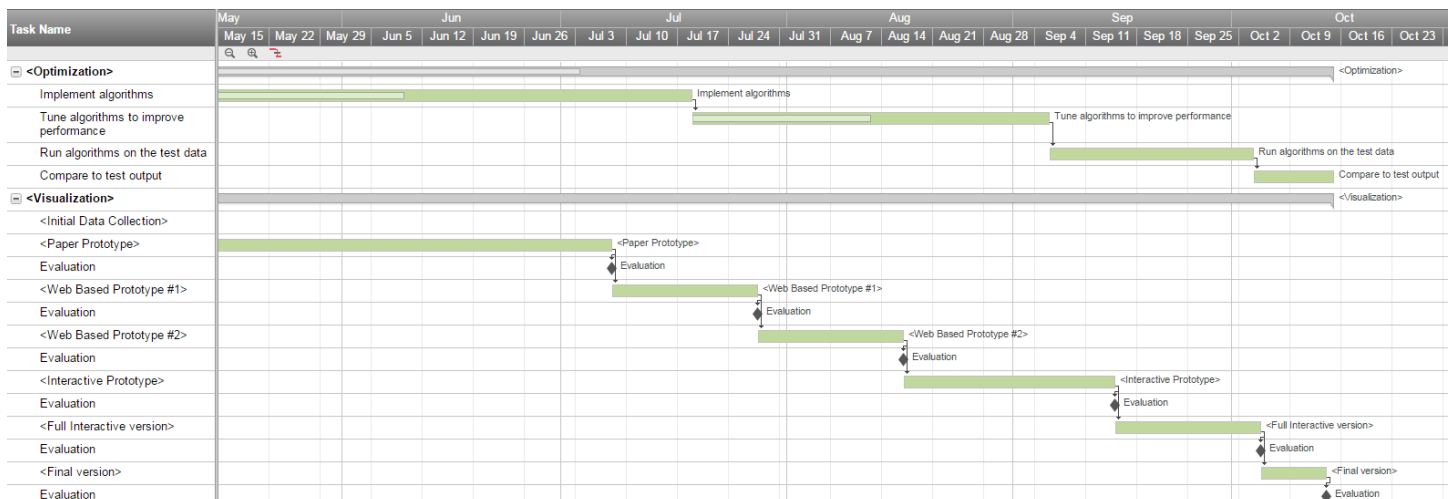 Task Name
May Jun Jul Aug Sep Oct
May 15 May 22 May 29 Jun 5 Jun 12 Jun 19 Jun 26 Jul 3 Jul 10 Jul 17 Jul 24 Jul 31 Aug 7 Aug 14 Aug 21 Aug 28 Sep 4 Sep 11 Sep 18 Sep 25 Oct 2 Oct 9 Oct 16 Oct 23
<Optimization> <Optimization>
Implement algorithms Implement algorithms
Tune algorithms to improve Tune algorithms to improve performance
performance
Run algorithms on the test data Run algorithms on the test data
Compare to test output Compare to test output
<Visualization> <Visualization>
<Initial Data Collection>
<Paper Prototype> <Paper Prototype>
Evaluation Evaluation
<Web Based Prototype #1> <Web Based Prototype #1>
Evaluation Evaluation
<Web Based Prototype #2> <Web Based Prototype #2>
Evaluation Evaluation
<Interactive Prototype> <Interactive Prototype>
Evaluation Evaluation
<Full Interactive version> <Full Interactive version>
Evaluation Evaluation
<Final version> <Final version>
Evaluation Evaluation